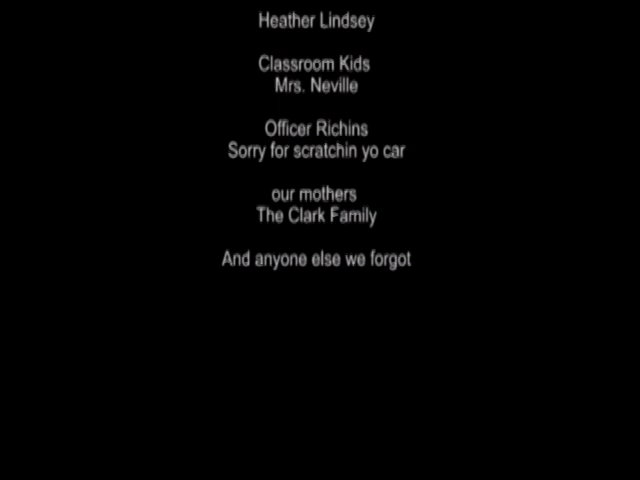 Heather Lindsey
Classroom Kids
Mrs. Neville
Officer Richins
Sorry for scratchin yo car
our mothers
The Clark Family
And anyone else we forgot